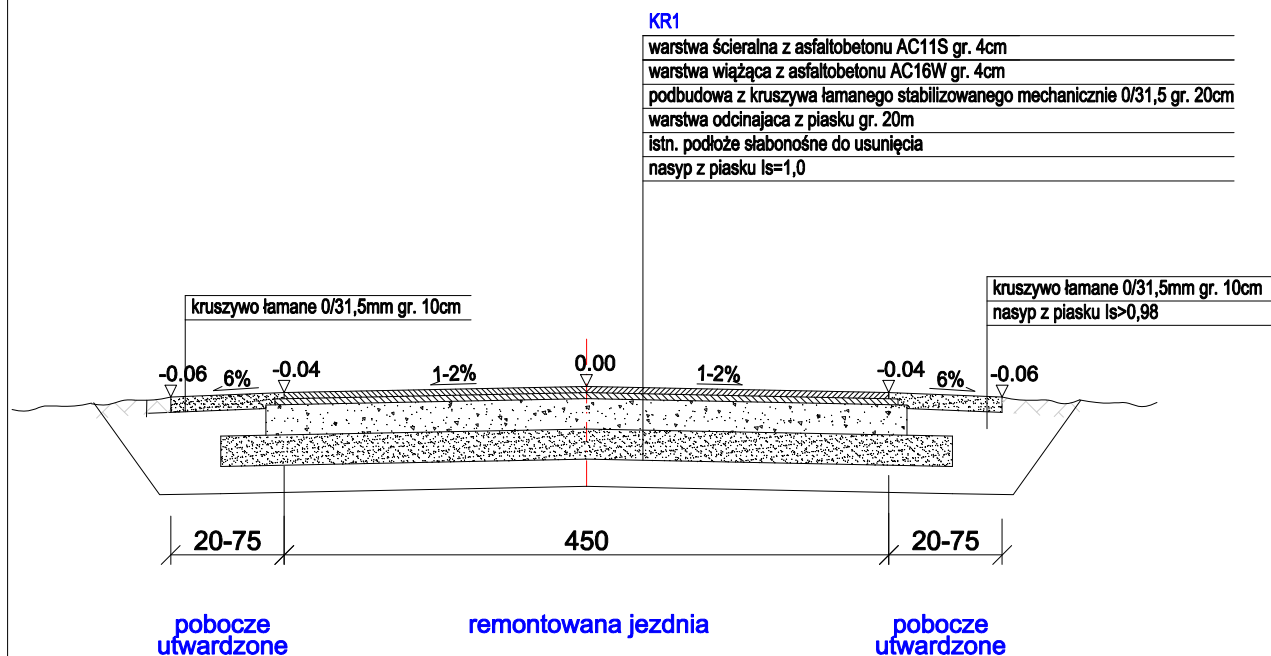 KR1
warstwa ścieralna z asfaltobetonu AC11S gr. 4cm
warstwa wiążąca z asfaltobetonu AC16W gr. 4cm
podbudowa z kruszywa łamanego stabilizowanego mechanicznie 0/31,5 gr. 20cm
warstwa odcinajaca z piasku gr. 20m
istn. podłoże słabonośne do usunięcia
nasyp z piasku Is=1,0
kruszywo łamane 0/31,5mm gr. 10cm
kruszywo łamane 0/31,5mm gr. 10cm
nasyp z piasku Is>0,98
-0.06 6% -0.04 1-2% 0.00 1-2% -0.04 6% -0.06
20-75 450 20-75
pobocze
utwardzone
remontowana jezdnia
pobocze
utwardzone